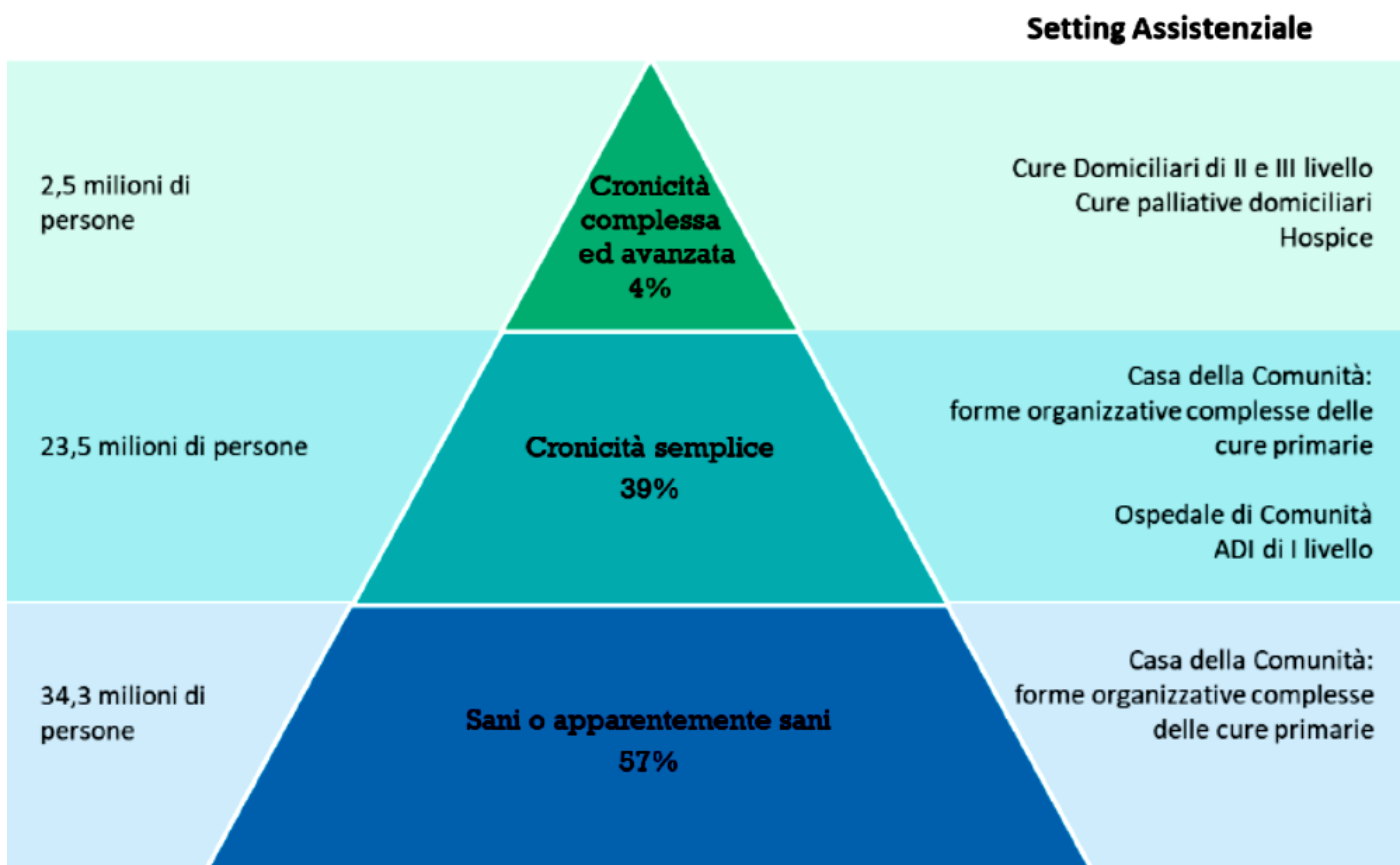 Setting Assistenziale
2,5 milioni di
persone
Cronicità
complessa
ed avanzata
4%
Cure Domiciliari di II e III livello
Cure palliative domiciliari
Hospice
23,5 milioni di persone
Cronicità semplice
39%
Casa della Comunità:
forme organizzative complesse delle
cure primarie
Ospedale di Comunità
ADI di I livello
34,3 milioni di
persone
Sani o apparentemente sani
57%
Casa della Comunità:
forme organizzative complesse
delle cure primarie